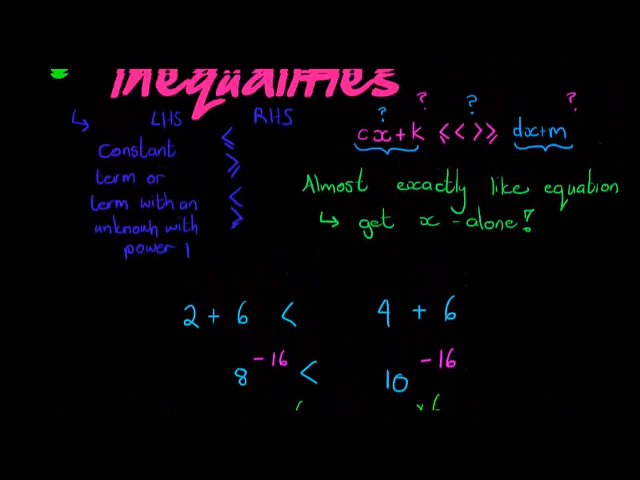 Inequalities
↳ LHS RHS
Constant
term or
term with an
unknown with
power 1
≤
≥
<
>
? ? ? ?
cx + k ≤ < > ≥ dx + m
Almost exactly like equation
↳ get x - alone!
2 + 6 < 4 + 6
8 - 16 < 10 - 16